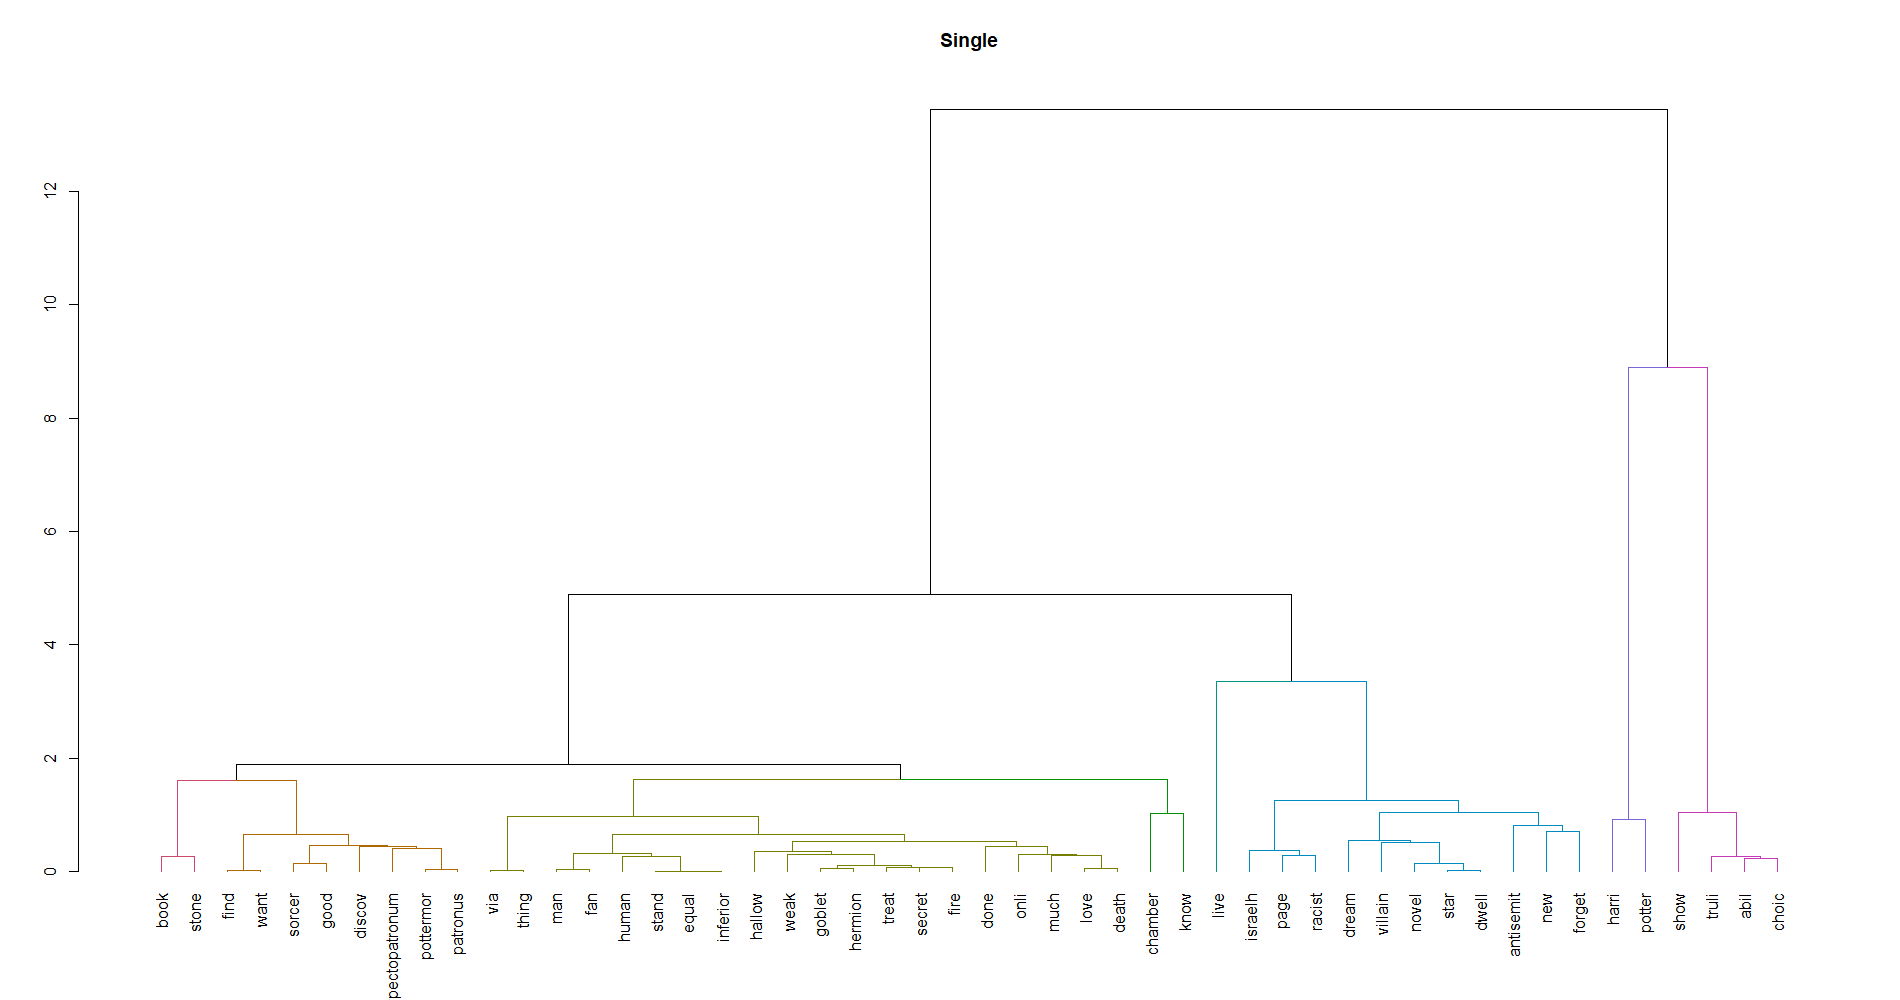 Single
12
10
8
6
4
2
0
book
stone
find
want
sorcer
good
discov
pectopatronum
pottermor
patronus
via
thing
man
fan
human
stand
equal
inferior
hallow
weak
goblet
hermion
treat
secret
fire
done
onli
much
love
death
chamber
know
live
israelh
page
racist
dream
villain
novel
star
dwell
antisemit
new
forget
harri
potter
show
truli
abil
choic